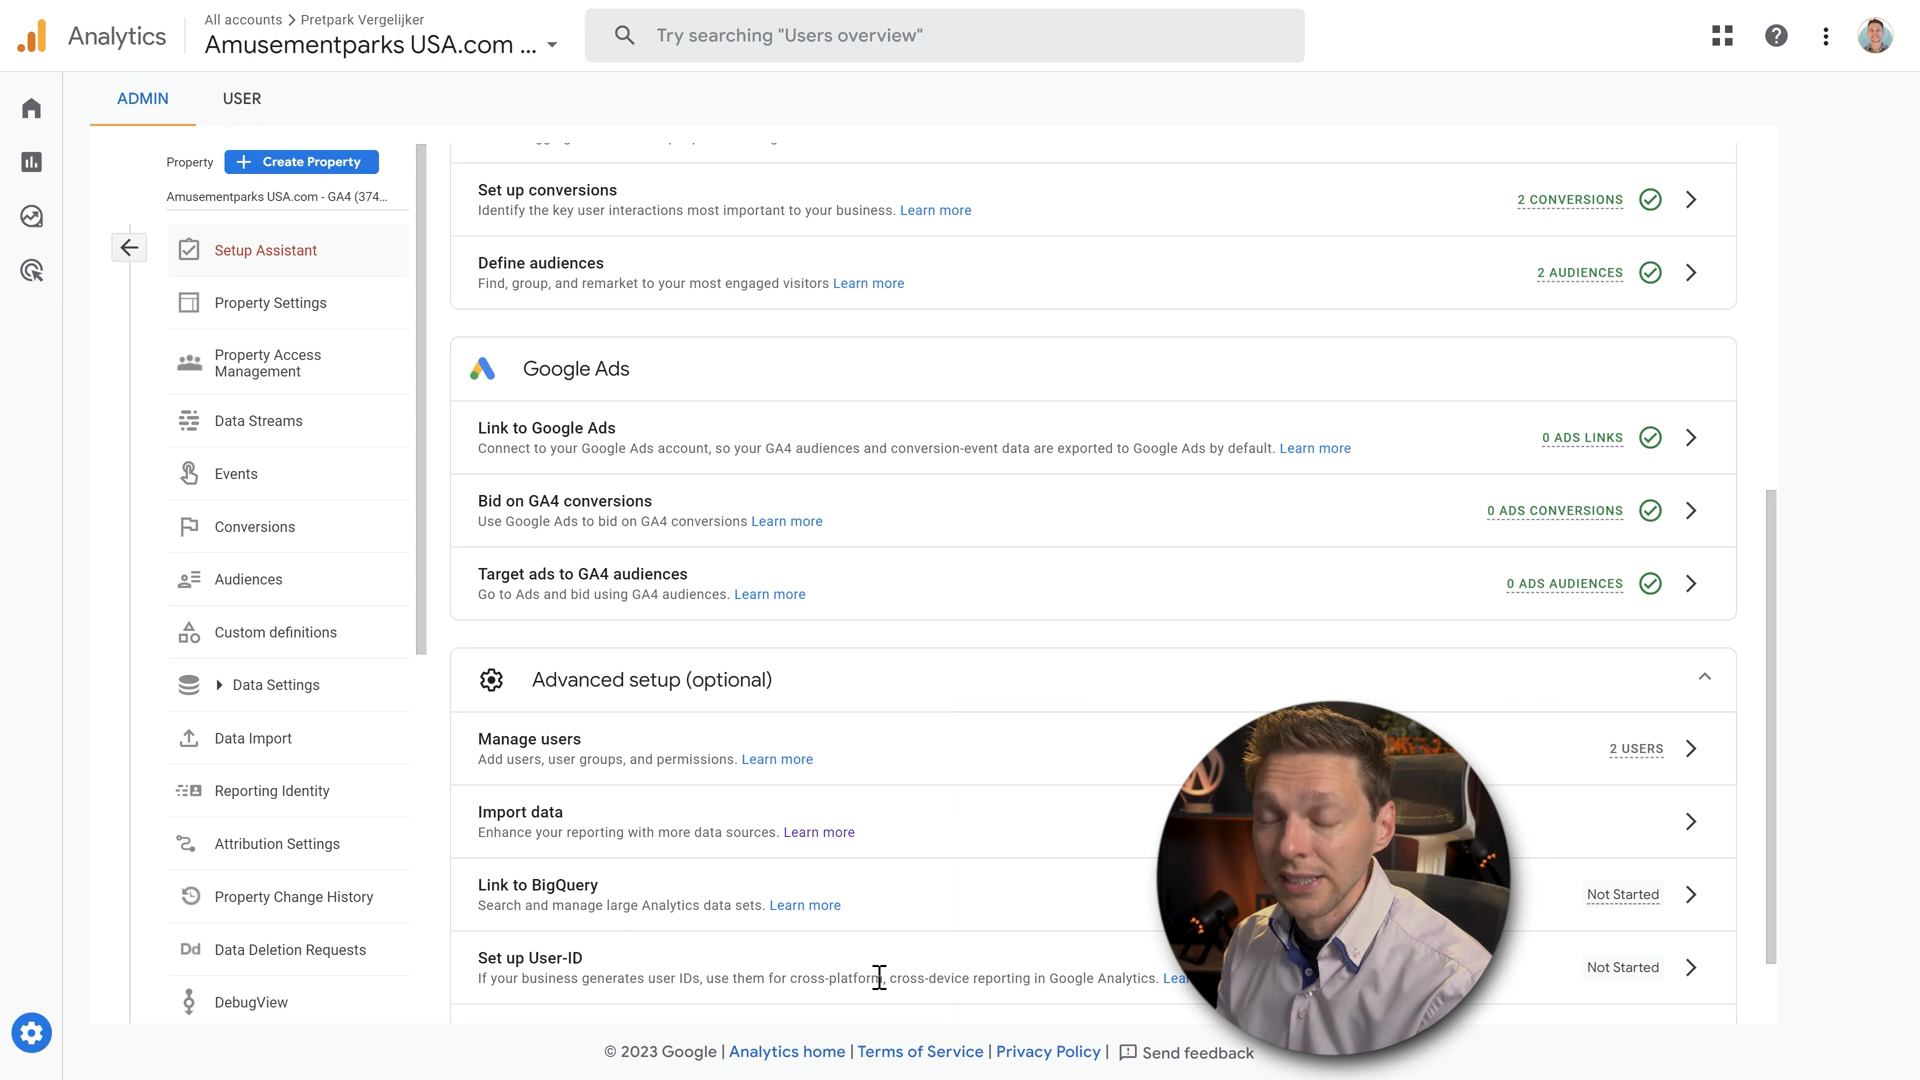 All accounts > Pretpark Vergelijker
Analytics
Amusementparks USA.com ...
Try searching "Users overview"
ADMIN
USER
Property
Create Property
Amusementparks USA.com - GA4 (374...
Setup Assistant
Property Settings
Property Access
Management
Data Streams
Events
Conversions
Audiences
Custom definitions
Data Settings
Data Import
Reporting Identity
Attribution Settings
Property Change History
Dd Data Deletion Requests
DebugView
Set up conversions
Identify the key user interactions most important to your business. Learn more
2 CONVERSIONS
Define audiences
Find, group, and remarket to your most engaged visitors Learn more
2 AUDIENCES
Google Ads
Link to Google Ads
Connect to your Google Ads account, so your GA4 audiences and conversion-event data are exported to Google Ads by default. Learn more
0 ADS LINKS
Bid on GA4 conversions
Use Google Ads to bid on GA4 conversions Learn more
0 ADS CONVERSIONS
Target ads to GA4 audiences
Go to Ads and bid using GA4 audiences. Learn more
0 ADS AUDIENCES
Advanced setup (optional)
Manage users
Add users, user groups, and permissions. Learn more
2 USERS
Import data
Enhance your reporting with more data sources. Learn more
Link to BigQuery
Search and manage large Analytics data sets. Learn more
Not Started
Set up User-ID
If your business generates user IDs, use them for cross-platform, cross-device reporting in Google Analytics.
Not Started
© 2023 Google | Analytics home | Terms of Service | Privacy Policy | Send feedback